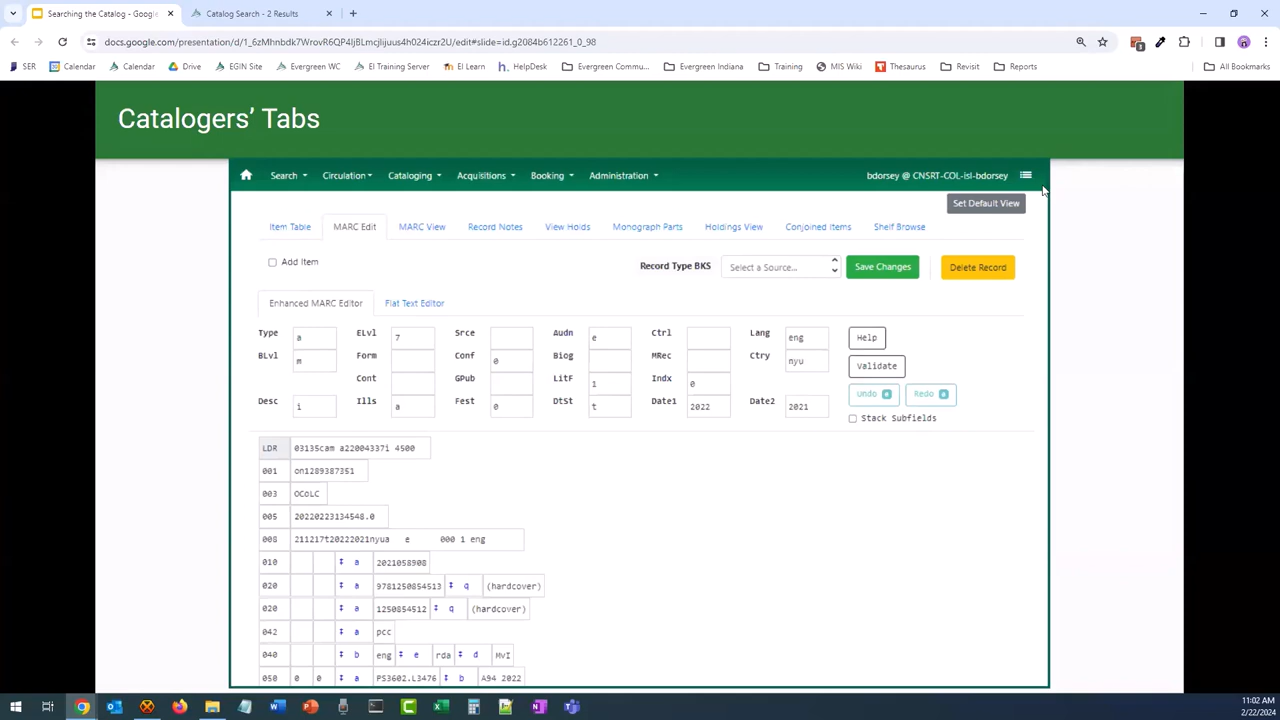 Searching the Catalog - Google
Catalog Search - 2 Results
docs.google.com/presentation/d/1_6zMhnbdk7WrovR6QP4IjBLmcjIijuus4h024iczr2U/edit#slide=id.g2084b612261_0_98
SER Calendar Calendar Drive EGIN Site Evergreen WC EI Training Server EI Learn HelpDesk Evergreen Commu... Evergreen Indiana Training MIS Wiki Thesaurus Revisit Reports All Bookmarks
Catalogers' Tabs
Search Circulation Cataloging Acquisitions Booking Administration bdorsey @ CNSRT-COL-isl-bdorsey
Set Default View
Item Table MARC Edit MARC View Record Notes View Holds Monograph Parts Holdings View Conjoined Items Shelf Browse
Add Item Record Type BKS Select a Source... Save Changes Delete Record
Enhanced MARC Editor Flat Text Editor
Type a ELvl 7 Srce Audn e Ctrl Lang eng Help
BLvl m Form Conf 0 Biog MRec Ctry nyu Validate
Cont GPub LitF 1 Indx 0
Undo 0 Redo 0
Desc i Ills a Fest 0 DtSt t Date1 2022 Date2 2021
Stack Subfields
LDR 03135cam a22004337i 4500
001 on1289387351
003 OCoLC
005 20220223134548.0
008 211217t20222021nyua e 000 1 eng
010 ‡ a 2021058908
020 ‡ a 9781250854513 ‡ q (hardcover)
020 ‡ a 1250854512 ‡ q (hardcover)
042 ‡ a pcc
040 ‡ b eng ‡ e rda ‡ d MVI
050 0 0 ‡ a PS3602.L3476 ‡ b A94 2022
11:02 AM
2/22/2024